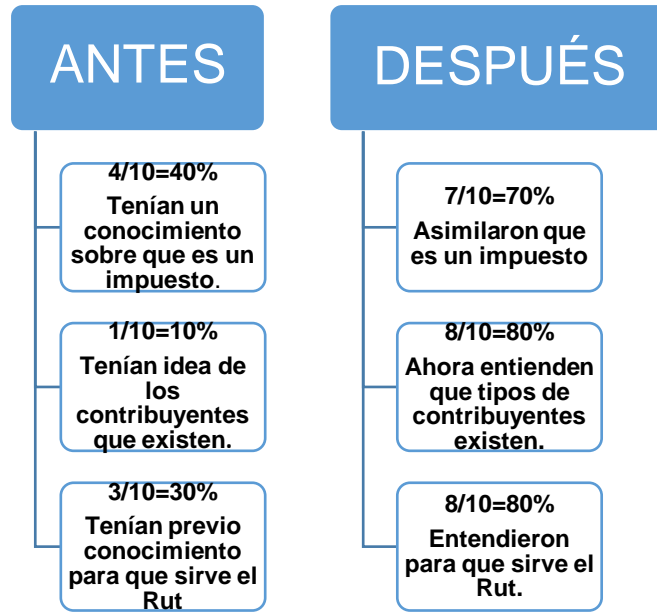 ANTES
4/10=40%
Tenían un
conocimiento
sobre que es un
impuesto.
1/10=10%
Tenían idea de
los
contribuyentes
que existen.
3/10=30%
Tenían previo
conocimiento
para que sirve el
Rut
DESPUÉS
7/10=70%
Asimilaron que
es un impuesto
8/10=80%
Ahora entienden
que tipos de
contribuyentes
existen.
8/10=80%
Entendieron
para que sirve el
Rut.